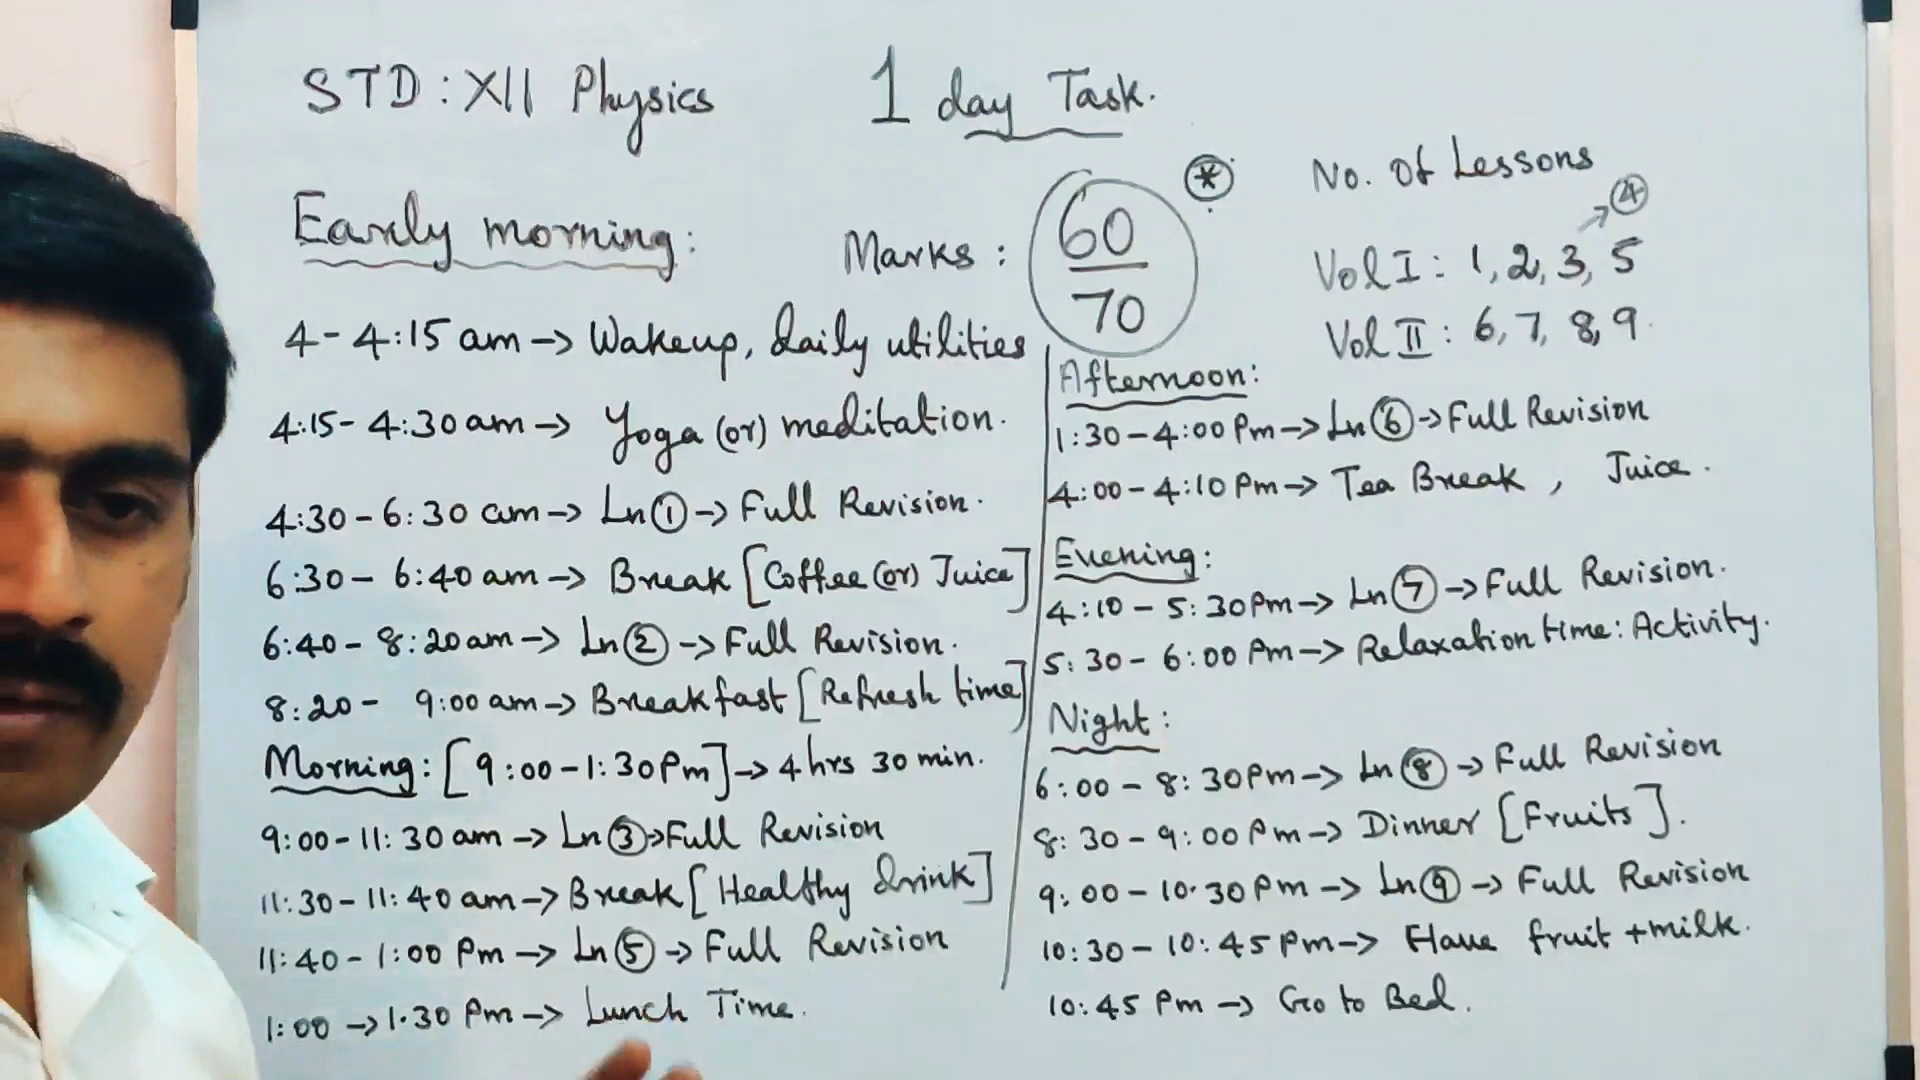 STD : XII Physics 1 day Task.
Early morning:
Marks : 60/70 *
No. Of Lessons
4
Vol I : 1, 2, 3, 5
Vol II : 6, 7, 8, 9
4 - 4:15 am -> Wakeup, daily utilities
4:15 - 4:30 am -> Yoga (or) meditation.
4:30 - 6:30 am -> Ln ① -> Full Revision.
6:30 - 6:40 am -> Break [Coffee (or) Juice]
6:40 - 8:20 am -> Ln ② -> Full Revision.
8:20 - 9:00 am -> Breakfast [Refresh time]
Morning: [9:00 - 1:30 Pm] -> 4 hrs 30 min.
9:00 - 11:30 am -> Ln ③ -> Full Revision
11:30 - 11:40 am -> Break [Healthy drink]
11:40 - 1:00 Pm -> Ln ⑤ -> Full Revision
1:00 -> 1.30 Pm -> Lunch Time.
Afternoon:
1:30 - 4:00 Pm -> Ln ⑥ -> Full Revision
4:00 - 4:10 Pm -> Tea Break , Juice .
Evening:
4:10 - 5:30 Pm -> Ln ⑦ -> Full Revision.
5:30 - 6:00 Pm -> Relaxation time: Activity.
Night:
6:00 - 8:30 Pm -> Ln ⑧ -> Full Revision
8:30 - 9:00 Pm -> Dinner [Fruits].
9:00 - 10.30 Pm -> Ln ⑨ -> Full Revision
10:30 - 10:45 Pm -> Have fruit + milk.
10:45 Pm -> Go to Bed.